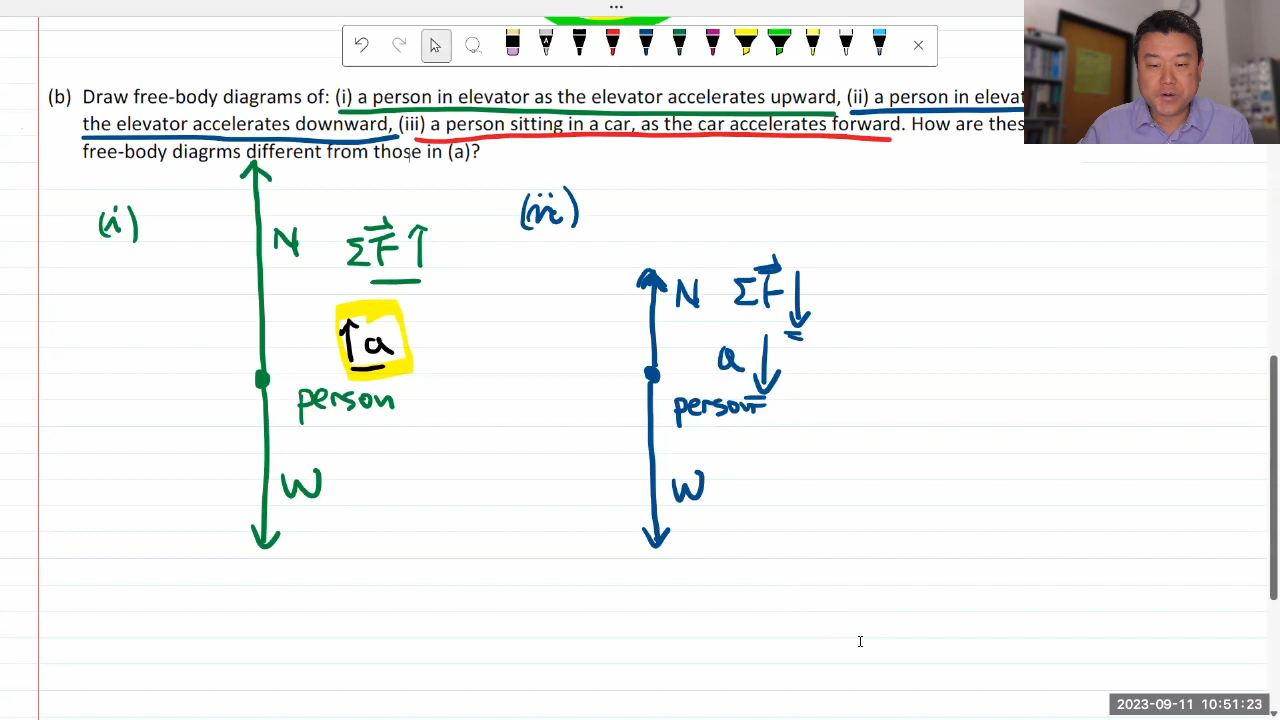 (b) Draw free-body diagrams of: (i) a person in elevator as the elevator accelerates upward, (ii) a person in elevat
the elevator accelerates downward, (iii) a person sitting in a car, as the car accelerates forward. How are thes
free-body diagrms different from those in (a)?
(i)
N
ΣF↑
↑a
person
W
(ii)
N
ΣF↓
a↓
person
W
2023-09-11 10:51:23